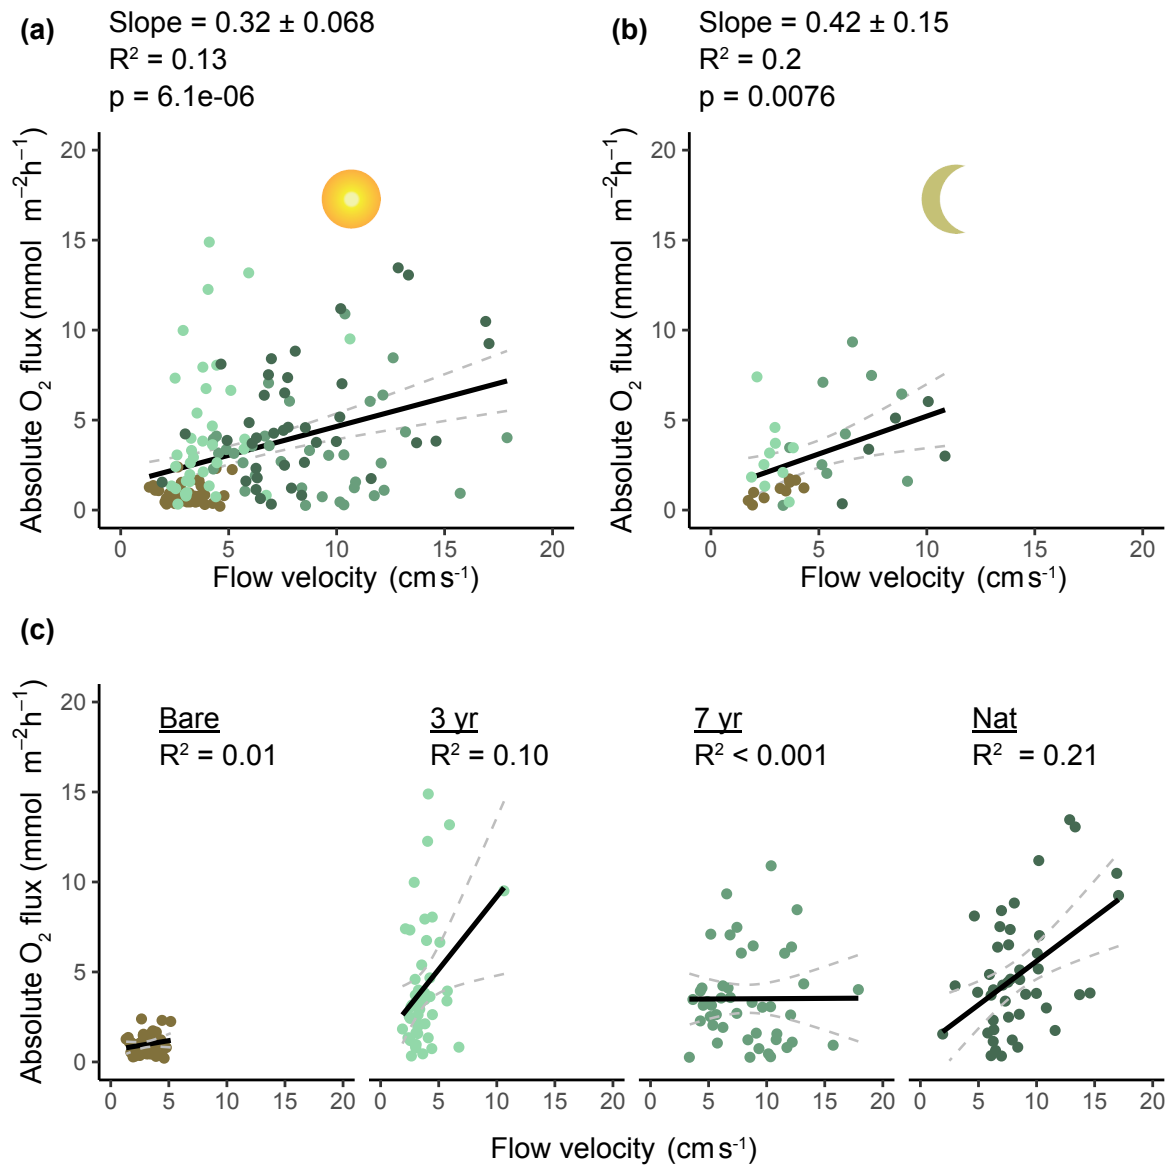 (a)
Slope = 0.32 ± 0.068
R² = 0.13
p = 6.1e-06
Absolute O₂ flux (mmol m⁻²h⁻¹)
20
15
10
5
0
0 5 10 15 20
Flow velocity (cm s⁻¹)
(b)
Slope = 0.42 ± 0.15
R² = 0.2
p = 0.0076
Absolute O₂ flux (mmol m⁻²h⁻¹)
20
15
10
5
0
0 5 10 15 20
Flow velocity (cm s⁻¹)
(c)
Absolute O₂ flux (mmol m⁻²h⁻¹)
20
15
10
5
0
Bare
R² = 0.01
0 5 10 15 20
3 yr
R² = 0.10
0 5 10 15 20
7 yr
R² < 0.001
0 5 10 15 20
Nat
R² = 0.21
0 5 10 15 20
Flow velocity (cm s⁻¹)